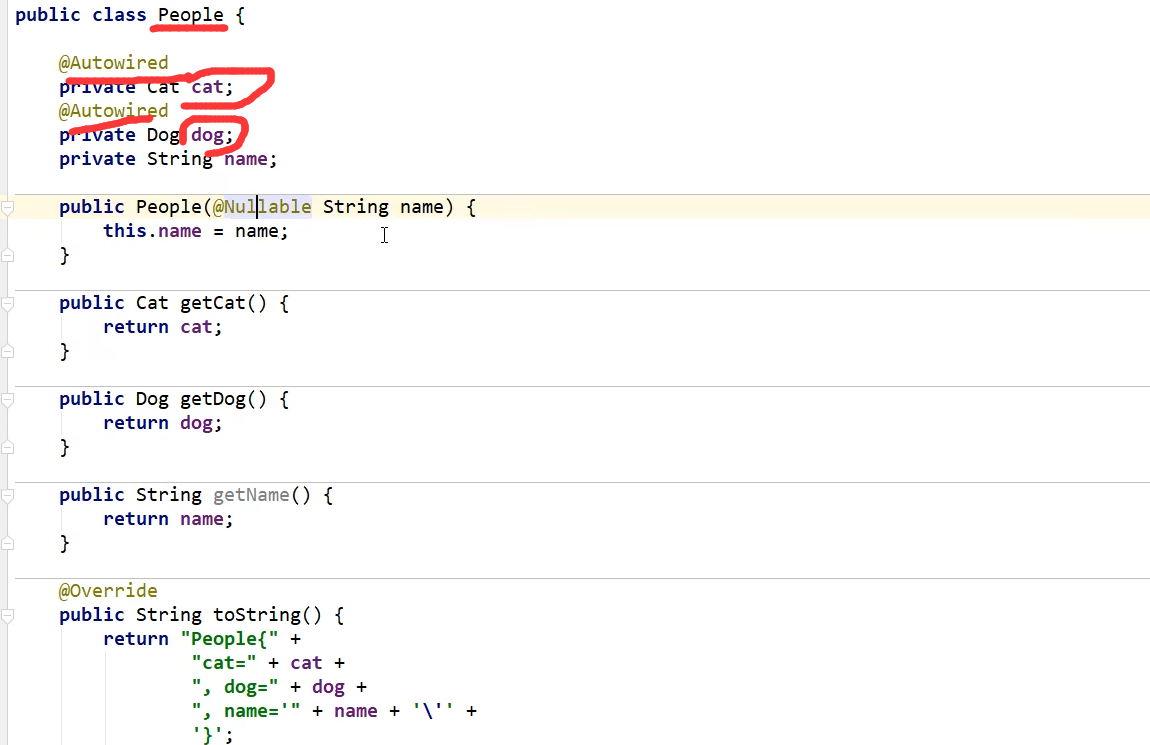 public class People {
@Autowired
private Cat cat;
@Autowired
private Dog dog;
private String name;
public People(@Nullable String name) {
this.name = name;
}
public Cat getCat() {
return cat;
}
public Dog getDog() {
return dog;
}
public String getName() {
return name;
}
@Override
public String toString() {
return "People{" +
"cat=" + cat +
", dog=" + dog +
", name='" + name + '\'' +
'}';